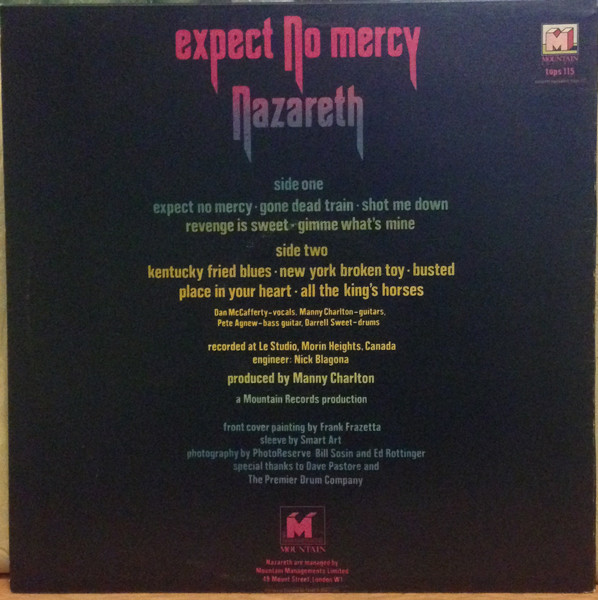 expect No mercy
Nazareth
MOUNTAIN
tops 115
side one
expect no mercy · gone dead train · shot me down
revenge is sweet · gimme what's mine
side two
kentucky fried blues · new york broken toy · busted
place in your heart · all the king's horses
Dan McCafferty-vocals, Manny Charlton-guitars,
Pete Agnew-bass guitar, Darrell Sweet-drums
recorded at Le Studio, Morin Heights, Canada
engineer: Nick Blagona
produced by Manny Charlton
a Mountain Records production
front cover painting by Frank Frazetta
sleeve by Smart Art
photography by PhotoReserve Bill Sosin and Ed Rottinger
special thanks to Dave Pastore and
The Premier Drum Company
M
MOUNTAIN
Nazareth are managed by
Mountain Managements Limited
49 Mount Street, London W1